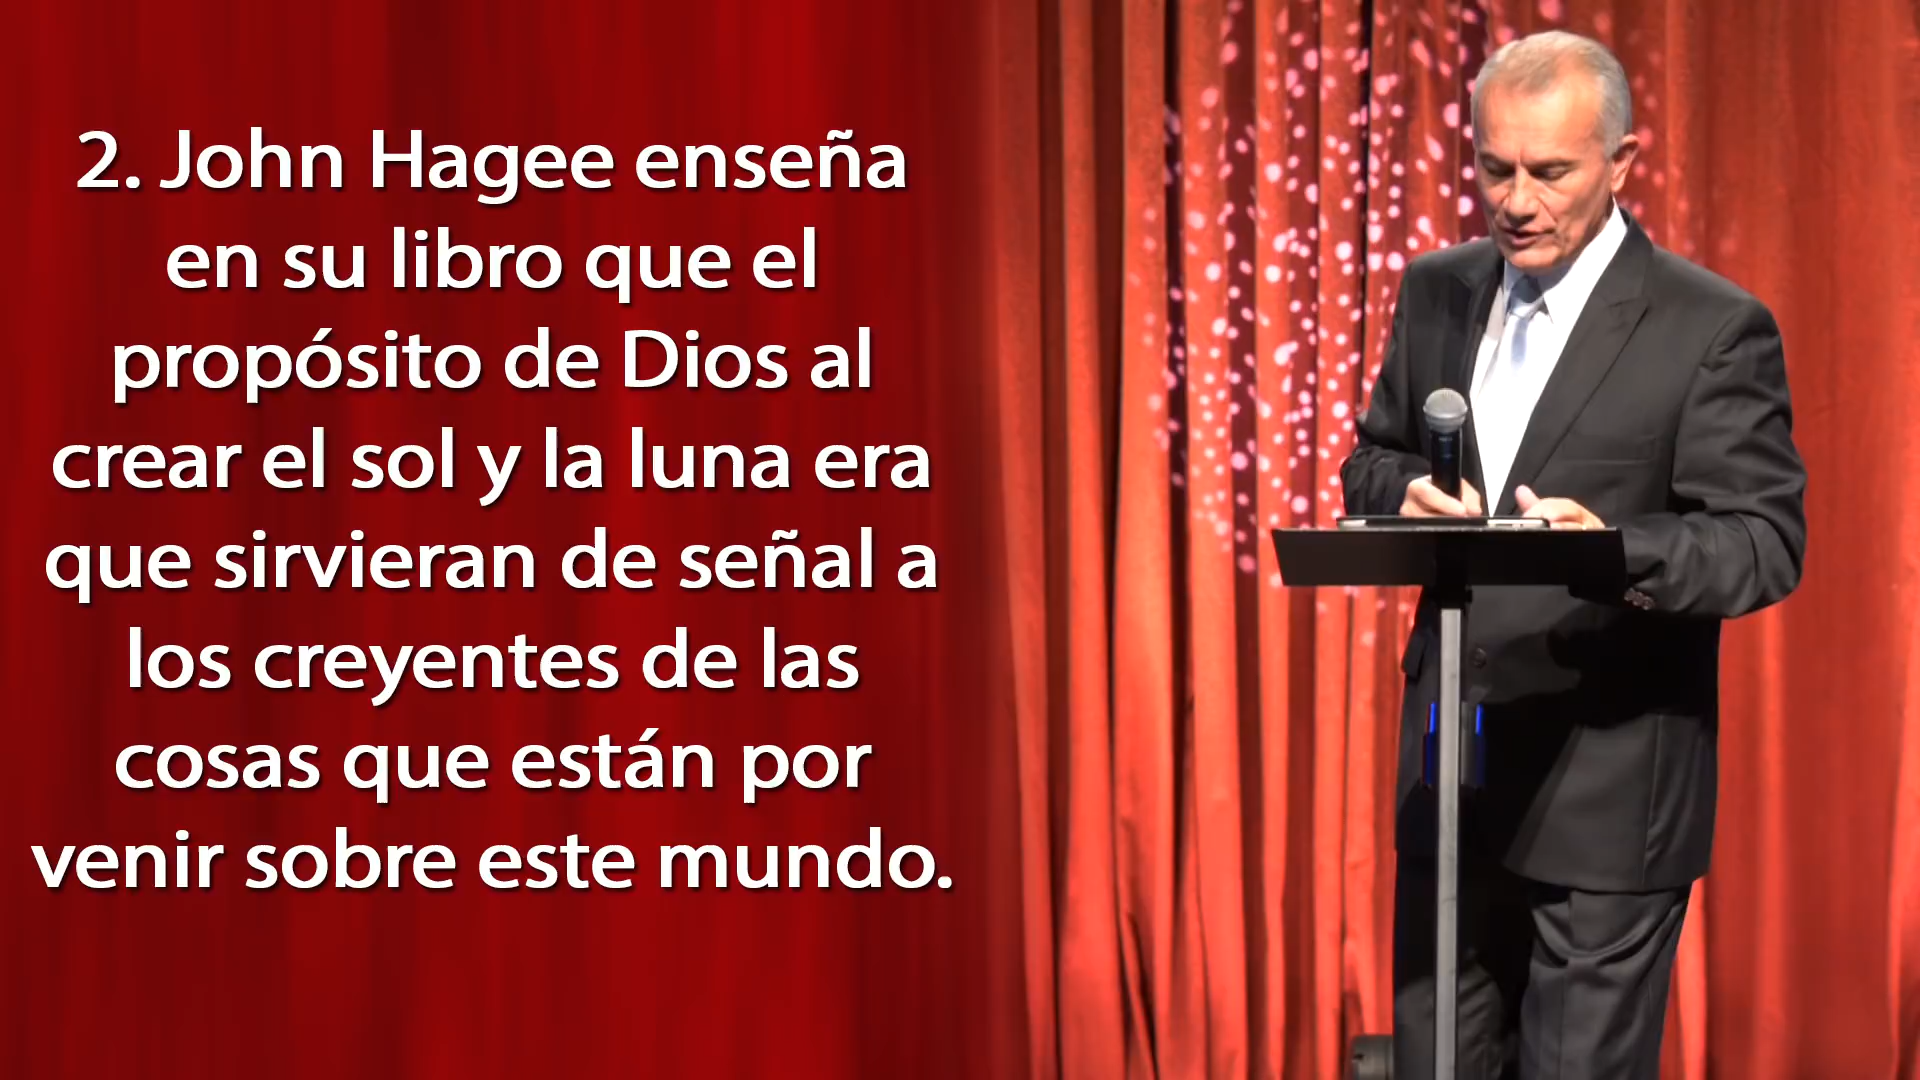 2. John Hagee enseña
en su libro que el
propósito de Dios al
crear el sol y la luna era
que sirvieran de señal a
los creyentes de las
cosas que están por
venir sobre este mundo.